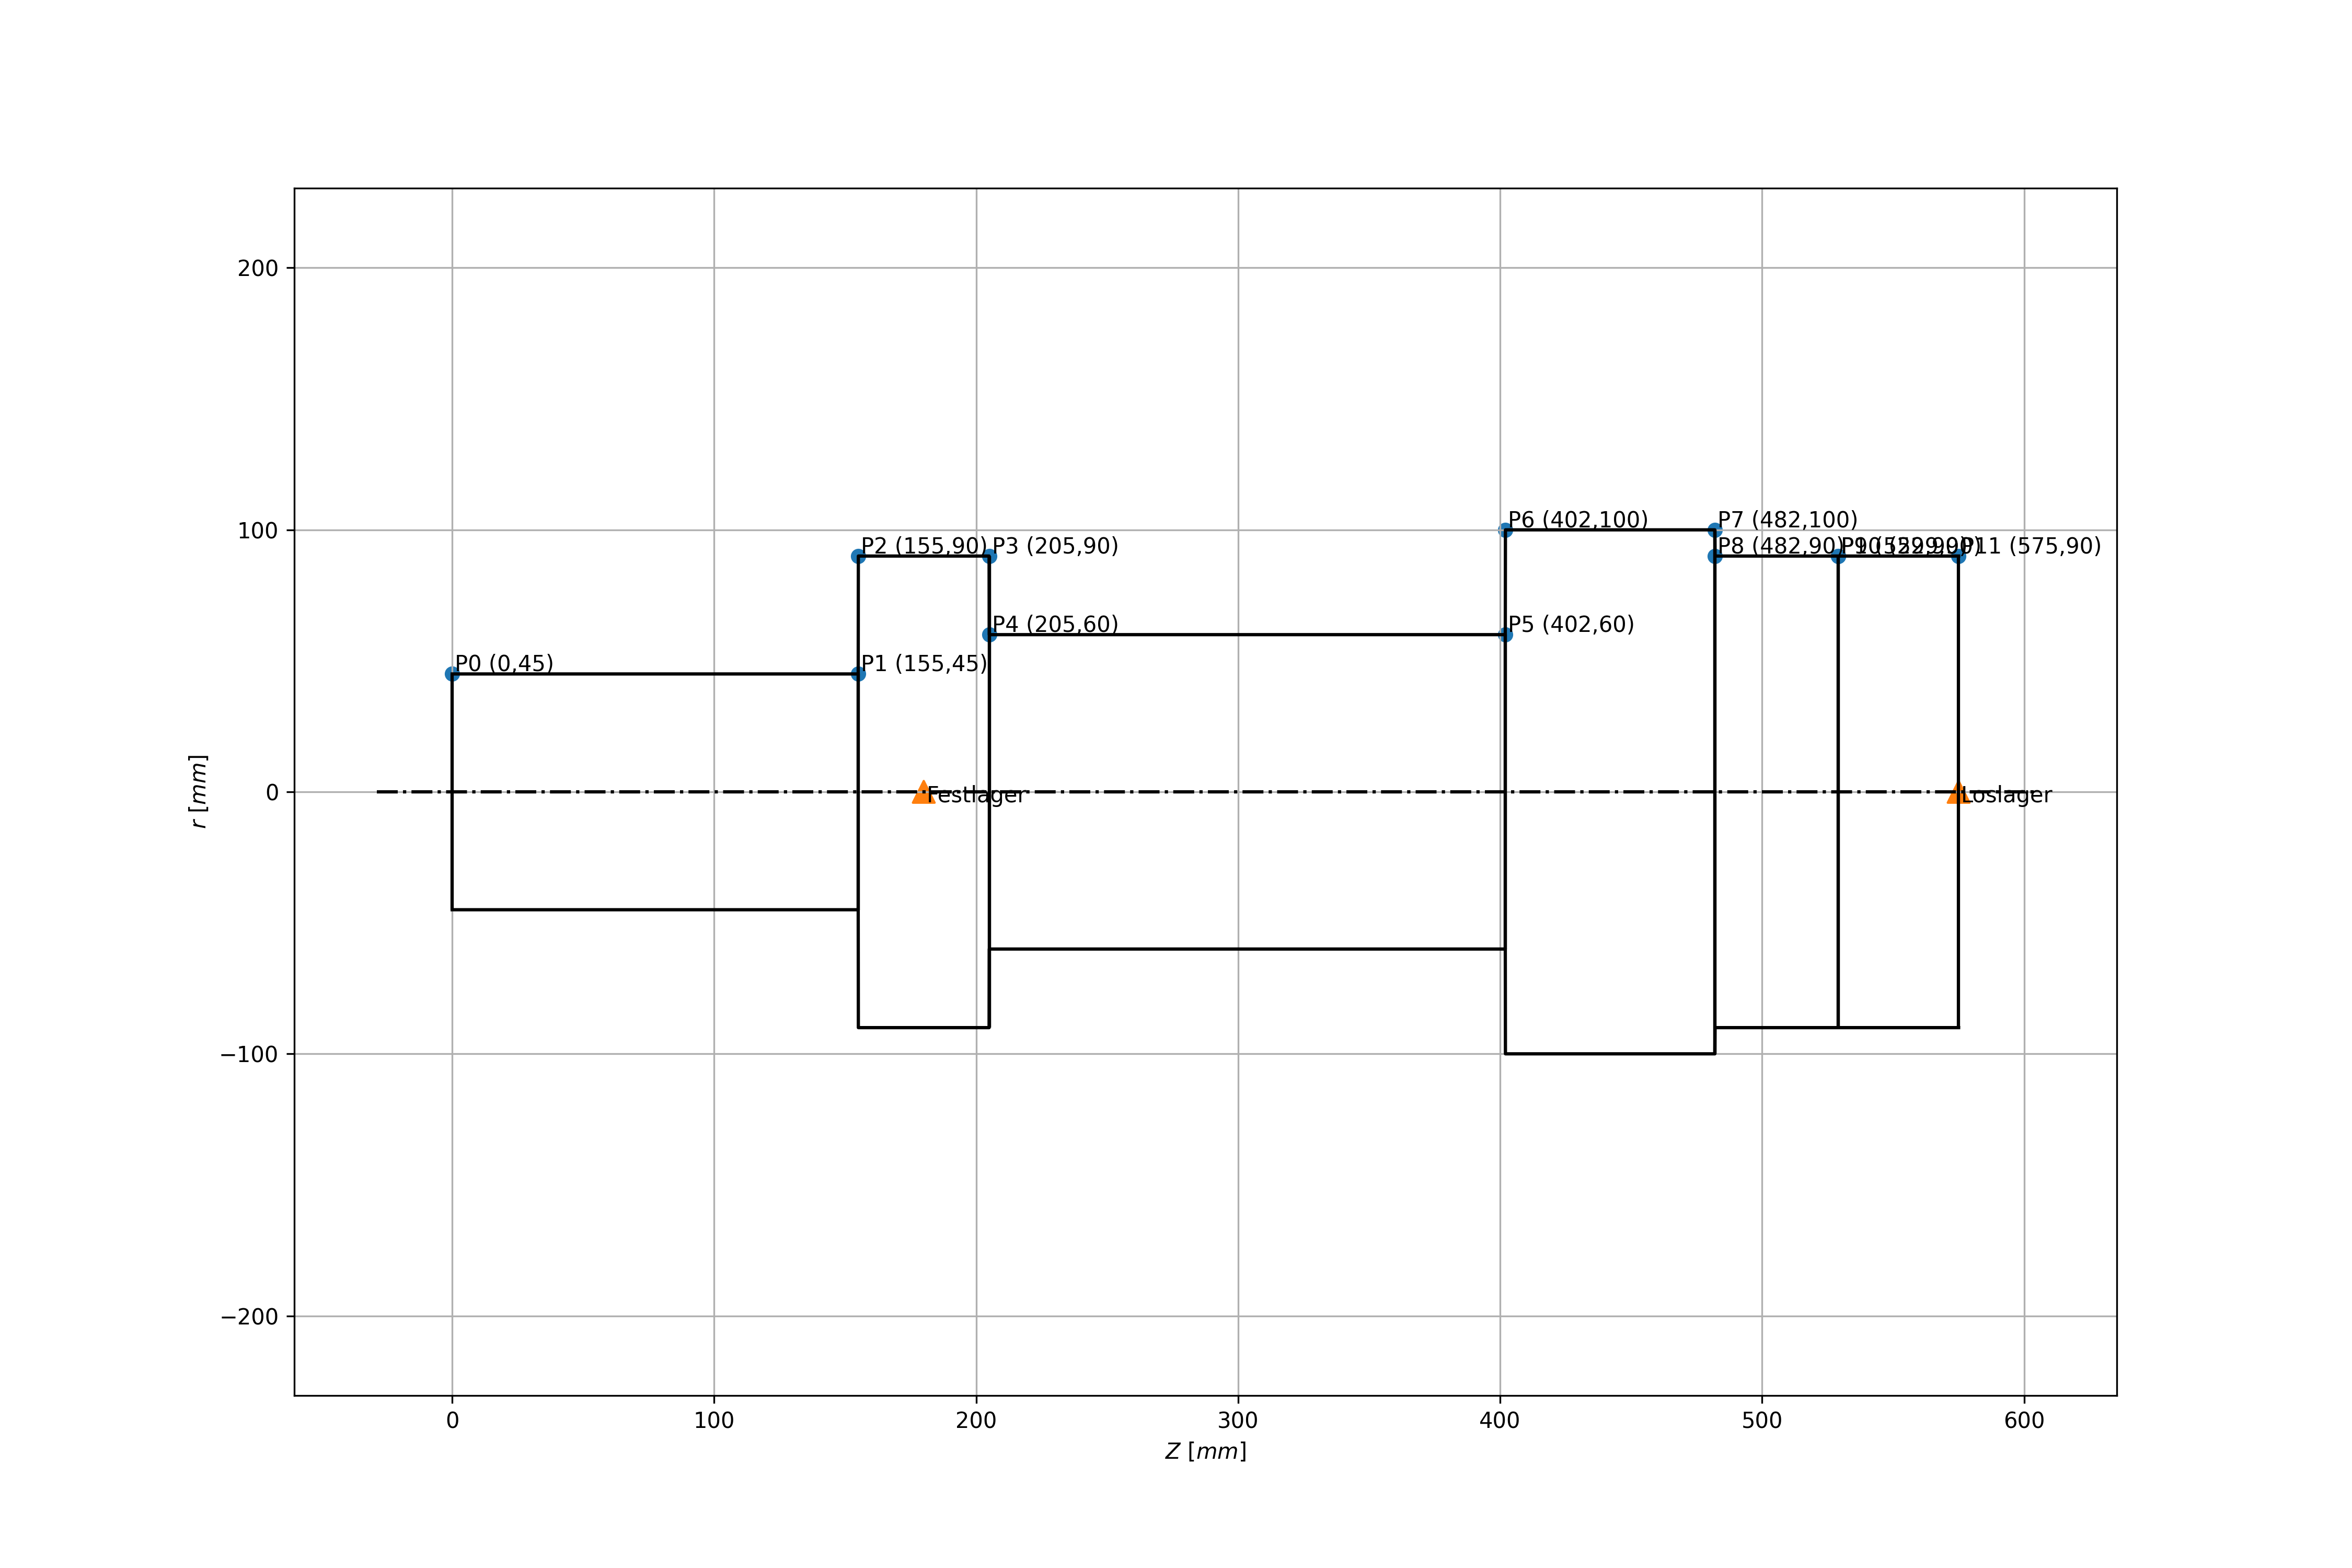 200
100
0
−100
−200
r [mm]
P6 (402,100)
P7 (482,100)
P2 (155,90)
P3 (205,90)
P8 (482,90)
P11 (575,90)
P4 (205,60)
P5 (402,60)
P0 (0,45)
P1 (155,45)
Festlager
Loslager
0
100
200
300
400
500
600
Z [mm]